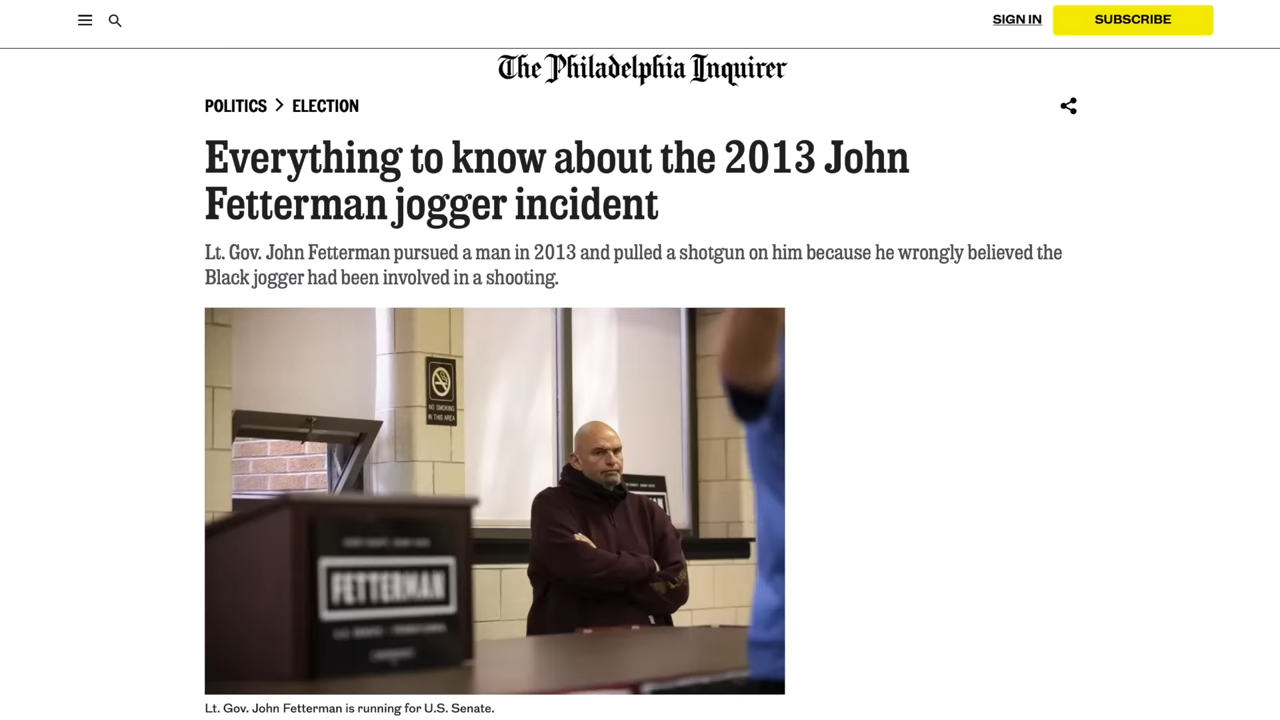 SIGN IN
SUBSCRIBE
The Philadelphia Inquirer
POLITICS > ELECTION
Everything to know about the 2013 John
Fetterman jogger incident
Lt. Gov. John Fetterman pursued a man in 2013 and pulled a shotgun on him because he wrongly believed the
Black jogger had been involved in a shooting.
NO SMOKING
IN THIS AREA
FETTERMAN
Lt. Gov. John Fetterman is running for U.S. Senate.